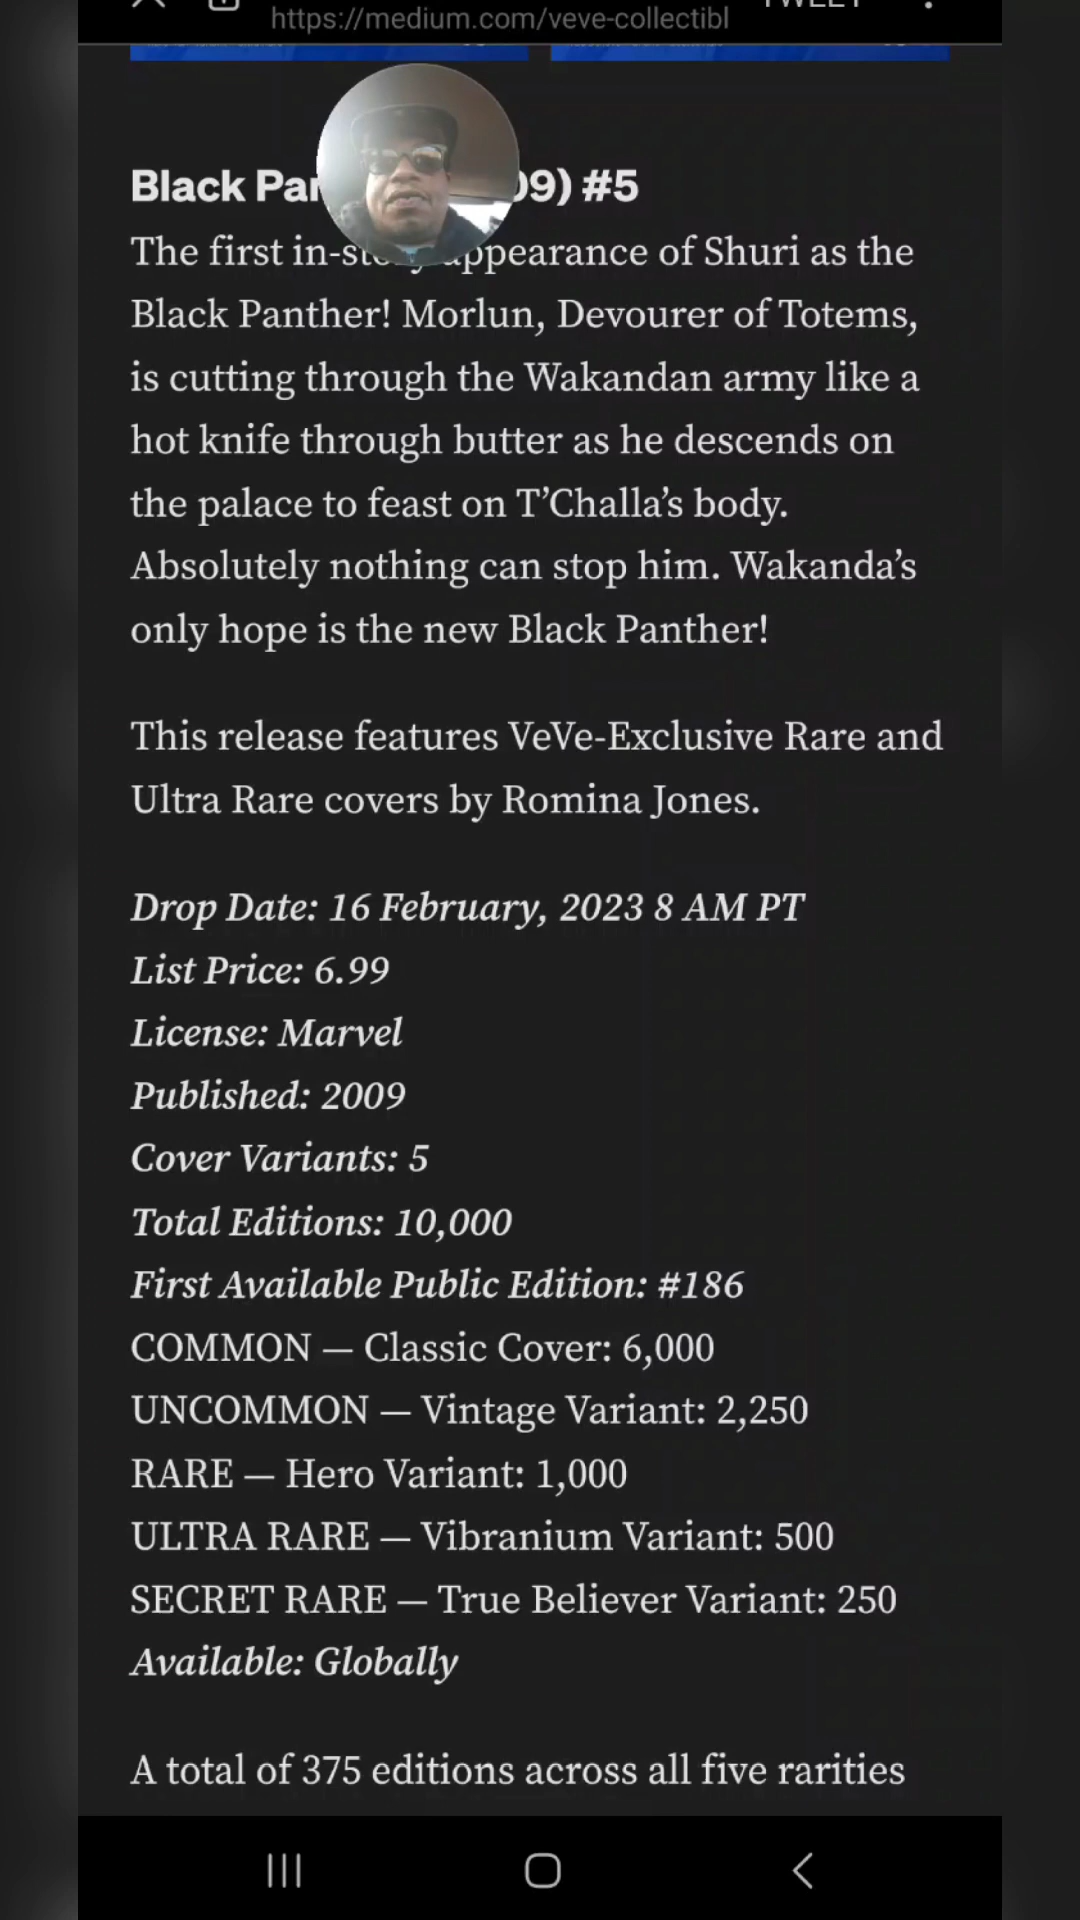 https://medium.com/veve-collectibl
TWEET
Black Pa 09) #5
The first in-story appearance of Shuri as the
Black Panther! Morlun, Devourer of Totems,
is cutting through the Wakandan army like a
hot knife through butter as he descends on
the palace to feast on T’Challa’s body.
Absolutely nothing can stop him. Wakanda’s
only hope is the new Black Panther!
This release features VeVe-Exclusive Rare and
Ultra Rare covers by Romina Jones.
Drop Date: 16 February, 2023 8 AM PT
List Price: 6.99
License: Marvel
Published: 2009
Cover Variants: 5
Total Editions: 10,000
First Available Public Edition: #186
COMMON — Classic Cover: 6,000
UNCOMMON — Vintage Variant: 2,250
RARE — Hero Variant: 1,000
ULTRA RARE — Vibranium Variant: 500
SECRET RARE — True Believer Variant: 250
Available: Globally
A total of 375 editions across all five rarities